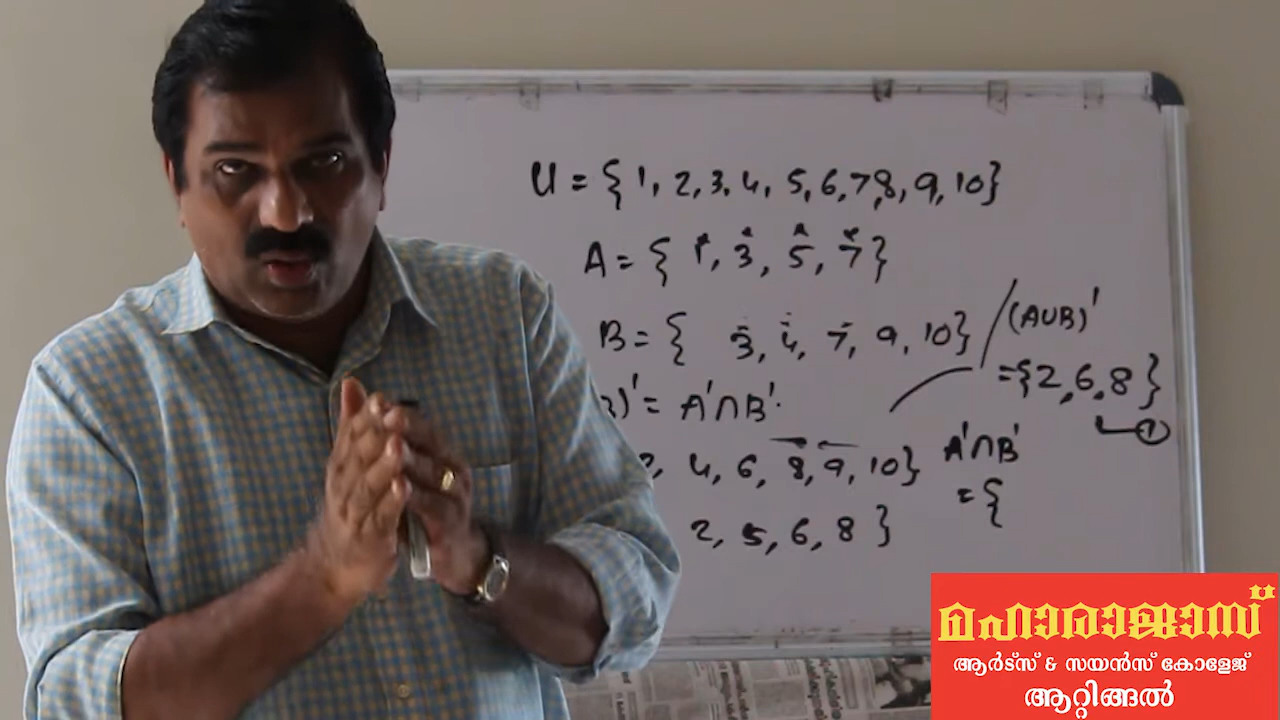 U = {1, 2, 3, 4, 5, 6, 7, 8, 9, 10}
A = {1, 3, 5, 7}
B = {3, 4, 7, 9, 10}
(AUB)'
= {2, 6, 8}
①
)' = A'∩B'.
2, 4, 6, 8, 9, 10}
A'∩B'
= {
2, 5, 6, 8}
മഹാരാജാസ്
ആർട്സ് & സയൻസ് കോളേജ്
ആറ്റിങ്ങൽ